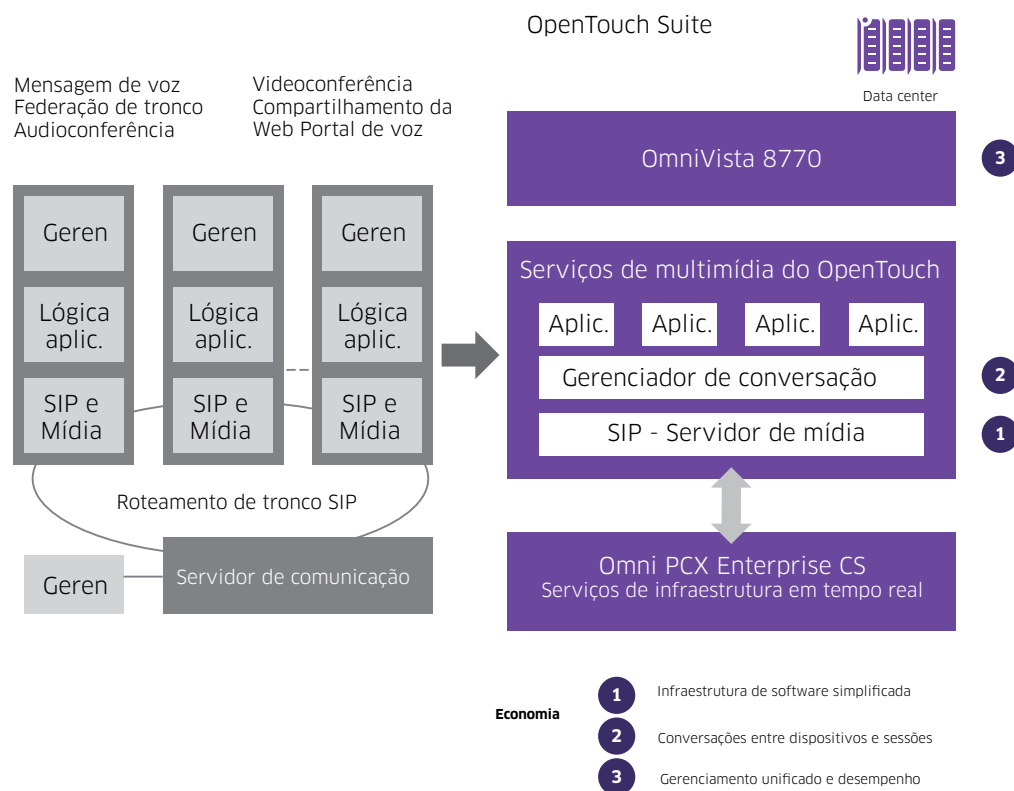 OpenTouch Suite
Data center
Mensagem de voz
Federação de tronco
Audioconferência
Videoconferência
Compartilhamento da
Web Portal de voz
Geren
Lógica
aplic.
SIP e
Mídia
Geren
Lógica
aplic.
SIP e
Mídia
Geren
Lógica
aplic.
SIP e
Mídia
Roteamento de tronco SIP
Geren
Servidor de comunicação
OmniVista 8770
3
Serviços de multimídia do OpenTouch
Aplic.
Aplic.
Aplic.
Aplic.
Gerenciador de conversação
2
SIP - Servidor de mídia
1
Omni PCX Enterprise CS
Serviços de infraestrutura em tempo real
Economia
1 Infraestrutura de software simplificada
2 Conversações entre dispositivos e sessões
3 Gerenciamento unificado e desempenho